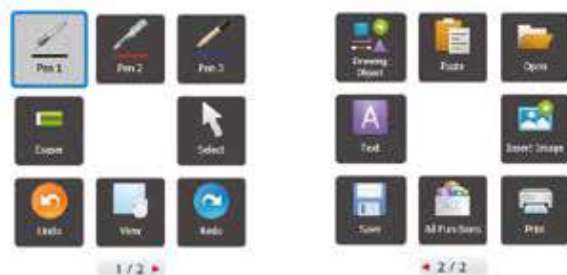 Pen 1 Pen 2 Pen 3
Eraser Select
Undo View Redo
1 / 2
Drawing
Object
Paste Open
A
Text Insert Image
Save All Functions Print
2 / 2